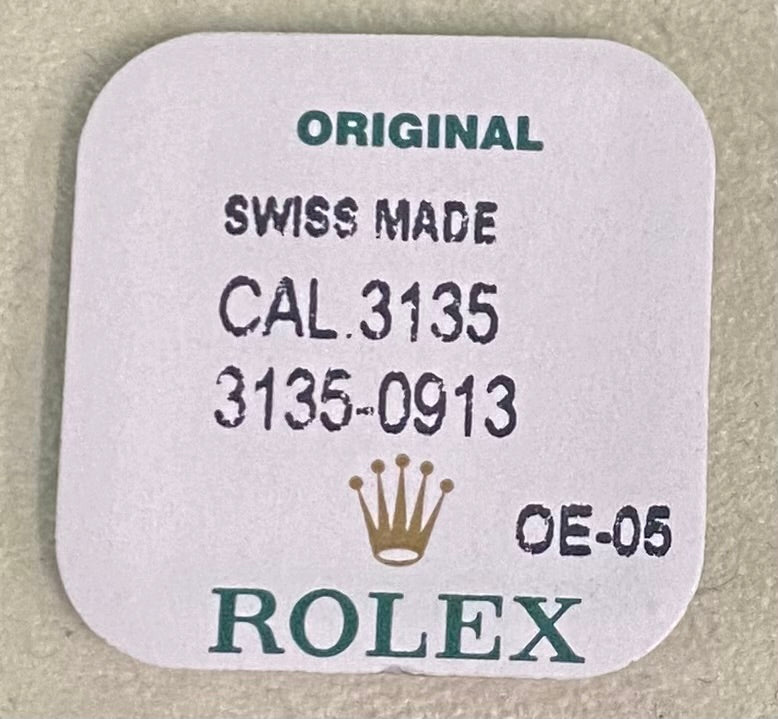 ORIGINAL
SWISS MADE
CAL.3135
3135-0913
OE-05
ROLEX